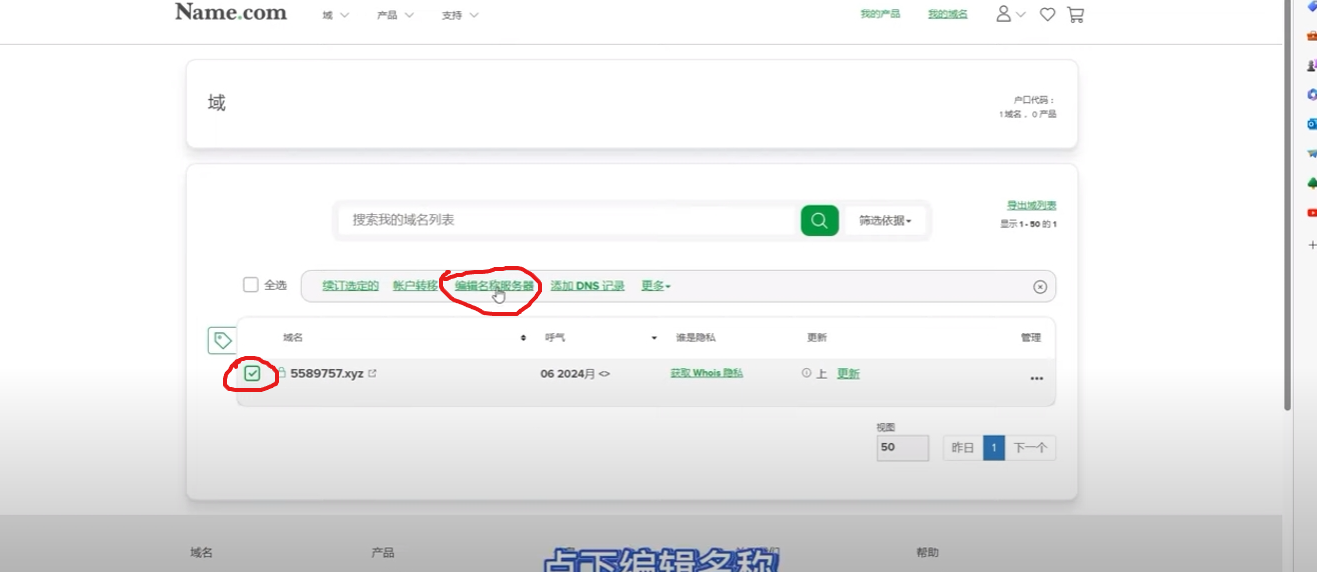 Name.com
域 产品 支持 我的产品 我的域名
域
户口代码：
1域名，0 产品
搜索我的域名列表
筛选依据
导出域列表
显示 1 - 50 的 1
全选 续订选定的 帐户转移 编辑名称服务器 添加 DNS 记录 更多
域名 呼气 谁是隐私 更新 管理
5589757.xyz 06 2024月 <> 获取 Whois 隐私 上 更新
视图
50 昨日 1 下一个
域名 产品 帮助
点下编辑名称